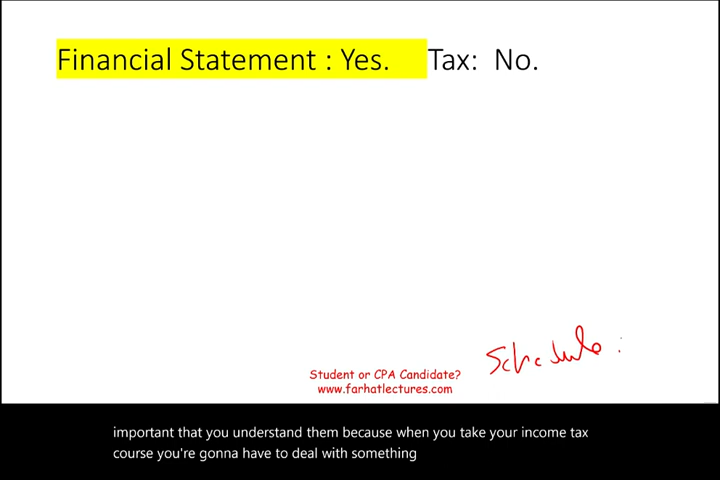 Financial Statement : Yes. Tax: No.
Schedule :
Student or CPA Candidate?
www.farhatlectures.com
important that you understand them because when you take your income tax
course you're gonna have to deal with something